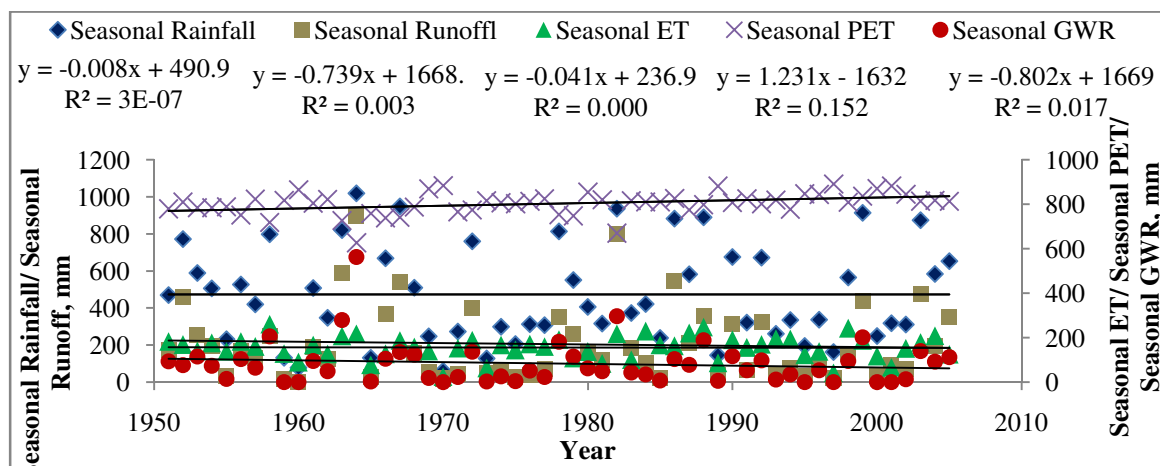 Seasonal Rainfall Seasonal Runoffl Seasonal ET Seasonal PET Seasonal GWR
y = -0.008x + 490.9 y = -0.739x + 1668. y = -0.041x + 236.9 y = 1.231x - 1632 y = -0.802x + 1669
R² = 3E-07 R² = 0.003 R² = 0.000 R² = 0.152 R² = 0.017
Seasonal Rainfall/ Seasonal
Runoff, mm
1200
1000
800
600
400
200
0
1000
800
600
400
200
0
Seasonal ET/ Seasonal PET/
Seasonal GWR, mm
1950 1960 1970 1980 1990 2000 2010
Year